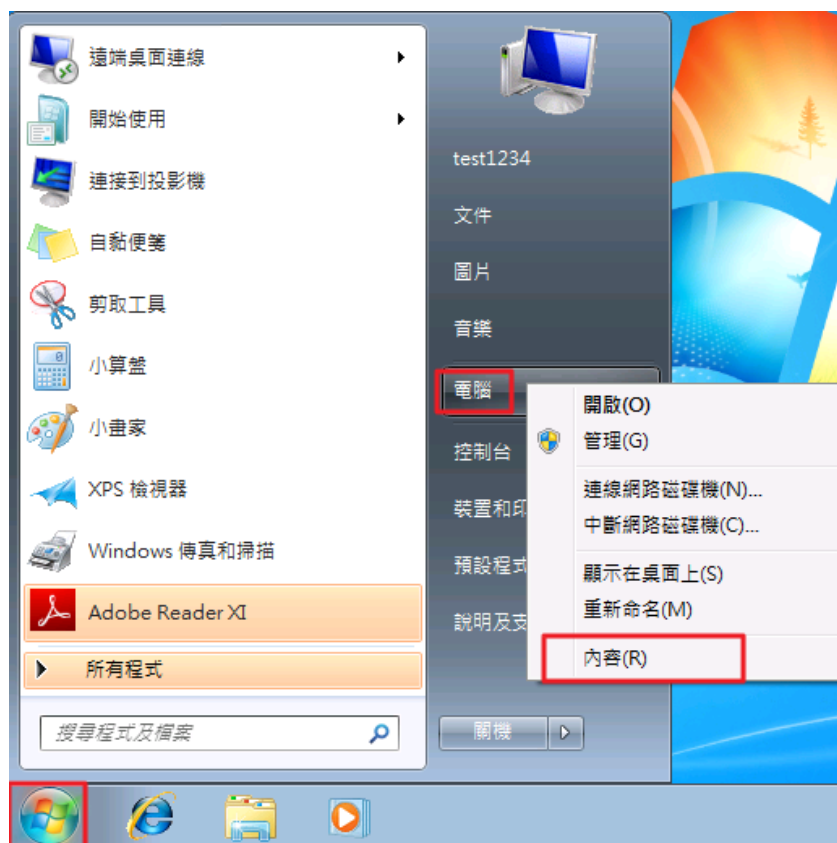 遠端桌面連線
開始使用
連接到投影機
自黏便箋
剪取工具
小算盤
小畫家
XPS 檢視器
Windows 傳真和掃描
Adobe Reader XI
所有程式
搜尋程式及檔案
test1234
文件
圖片
音樂
電腦
控制台
裝置和印
預設程式
說明及支
關機
開啟(O)
管理(G)
連線網路磁碟機(N)...
中斷網路磁碟機(C)...
顯示在桌面上(S)
重新命名(M)
內容(R)